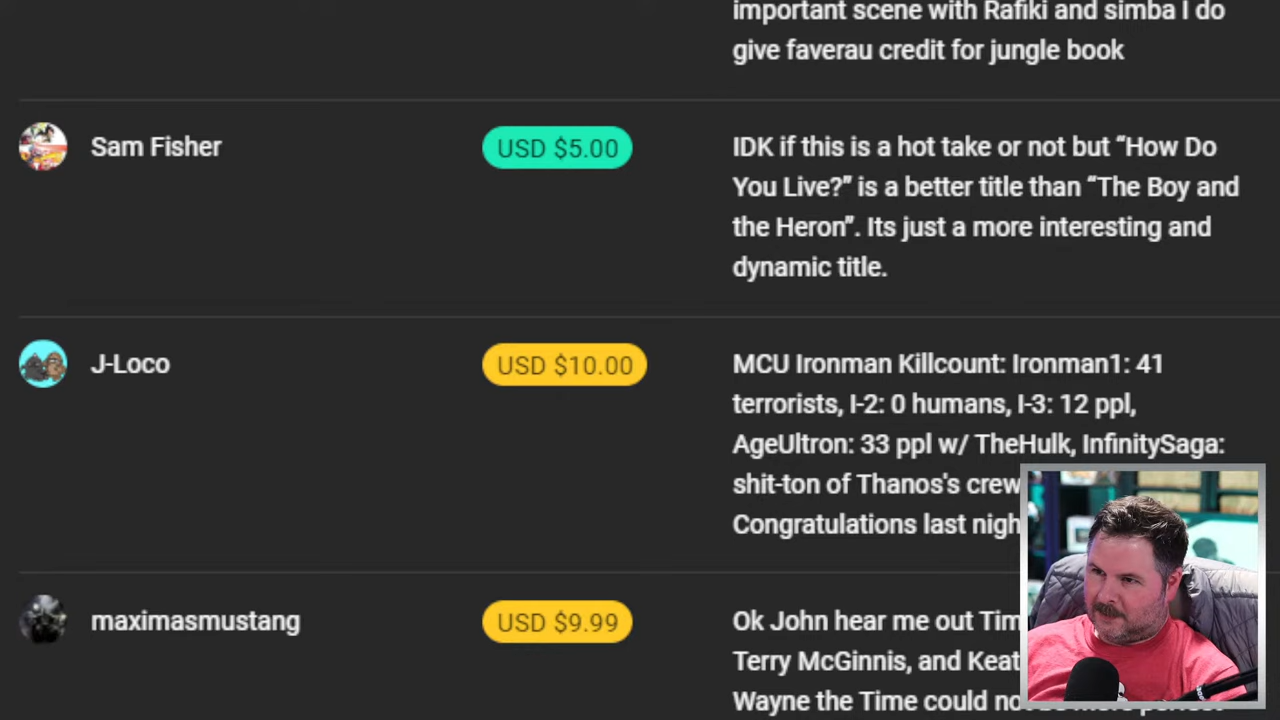 important scene with Rafiki and simba I do
give faverau credit for jungle book
Sam Fisher
USD $5.00
IDK if this is a hot take or not but “How Do
You Live?” is a better title than “The Boy and
the Heron”. Its just a more interesting and
dynamic title.
J-Loco
USD $10.00
MCU Ironman Killcount: Ironman1: 41
terrorists, I-2: 0 humans, I-3: 12 ppl,
AgeUltron: 33 ppl w/ TheHulk, InfinitySaga:
shit-ton of Thanos's crew
Congratulations last
maximasmustang
USD $9.99
Ok John hear me out
Terry McGinnis, and
Wayne the Time could